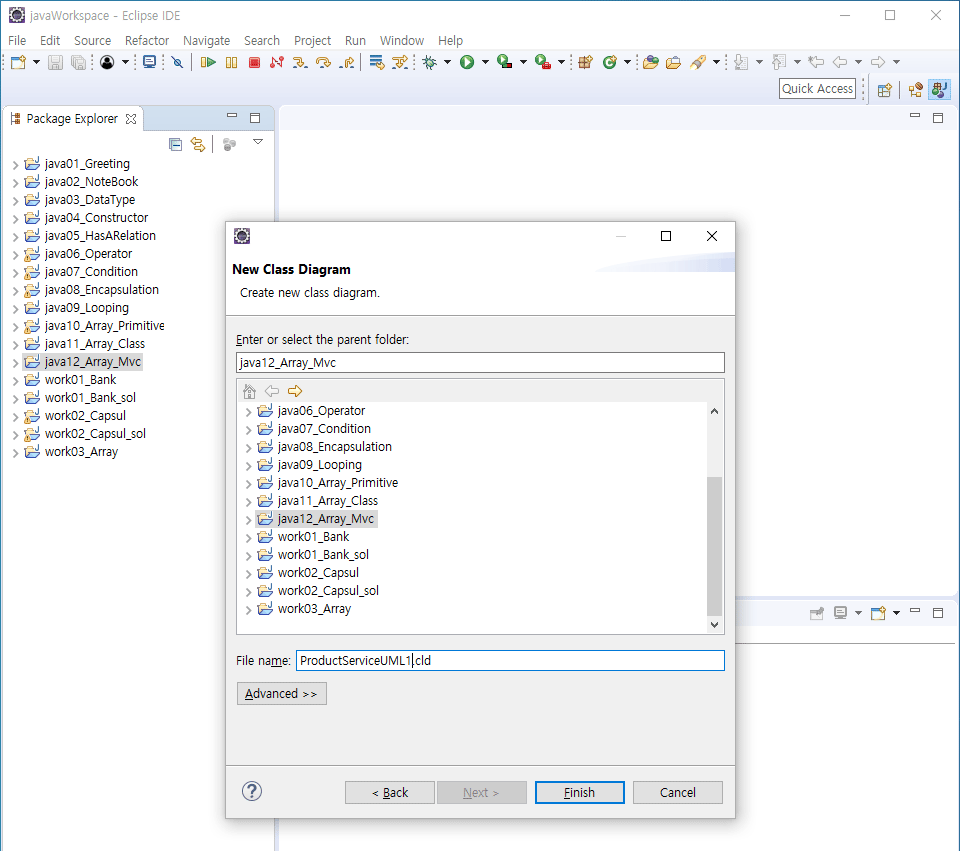 javaWorkspace - Eclipse IDE
File Edit Source Refactor Navigate Search Project Run Window Help
Quick Access
Package Explorer
java01_Greeting
java02_NoteBook
java03_DataType
java04_Constructor
java05_HasARelation
java06_Operator
java07_Condition
java08_Encapsulation
java09_Looping
java10_Array_Primitive
java11_Array_Class
java12_Array_Mvc
work01_Bank
work01_Bank_sol
work02_Capsul
work02_Capsul_sol
work03_Array
New Class Diagram
Create new class diagram.
Enter or select the parent folder:
java12_Array_Mvc
java06_Operator
java07_Condition
java08_Encapsulation
java09_Looping
java10_Array_Primitive
java11_Array_Class
java12_Array_Mvc
work01_Bank
work01_Bank_sol
work02_Capsul
work02_Capsul_sol
work03_Array
File name: ProductServiceUML1.cld
Advanced >>
? < Back Next > Finish Cancel